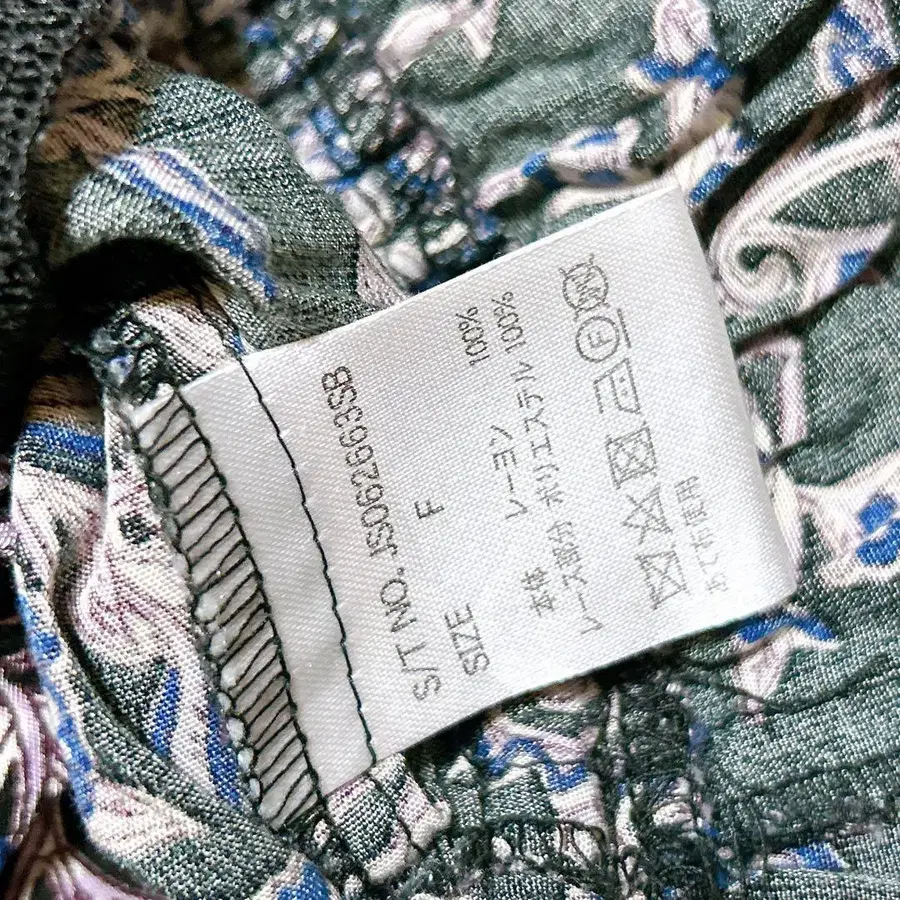 S/T NO. JS0626663SB
SIZE F
本体 レーヨン 100%
レース部分 ポリエステル 100%
F
あて布使用